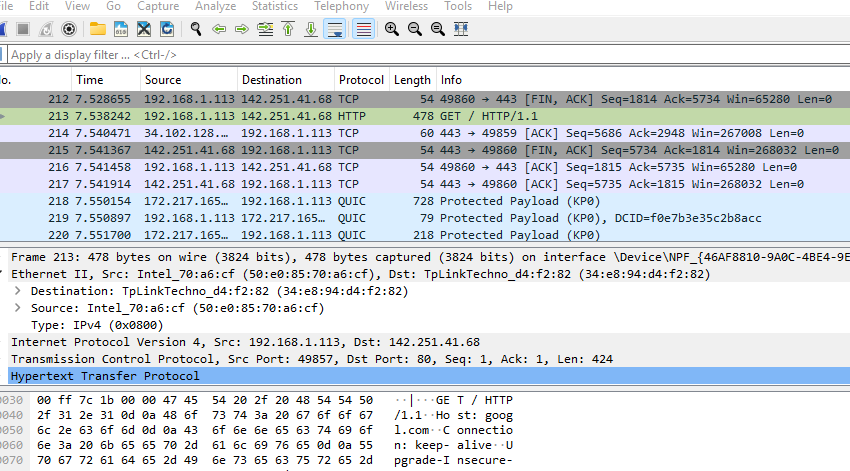 File Edit View Go Capture Analyze Statistics Telephony Wireless Tools Help
Apply a display filter ... <Ctrl-/>
No. Time Source Destination Protocol Length Info
212 7.528655 192.168.1.113 142.251.41.68 TCP 54 49860 → 443 [FIN, ACK] Seq=1814 Ack=5734 Win=65280 Len=0
213 7.538242 192.168.1.113 142.251.41.68 HTTP 478 GET / HTTP/1.1
214 7.540471 34.102.128.… 192.168.1.113 TCP 60 443 → 49859 [ACK] Seq=5686 Ack=2948 Win=267008 Len=0
215 7.541367 142.251.41.68 192.168.1.113 TCP 54 443 → 49860 [FIN, ACK] Seq=5734 Ack=1814 Win=268032 Len=0
216 7.541458 192.168.1.113 142.251.41.68 TCP 54 49860 → 443 [ACK] Seq=1815 Ack=5735 Win=65280 Len=0
217 7.541914 142.251.41.68 192.168.1.113 TCP 54 443 → 49860 [ACK] Seq=5735 Ack=1815 Win=268032 Len=0
218 7.550154 172.217.165… 192.168.1.113 QUIC 728 Protected Payload (KP0)
219 7.550897 192.168.1.113 172.217.165… QUIC 79 Protected Payload (KP0), DCID=f0e7b3e35c2b8acc
220 7.551700 172.217.165… 192.168.1.113 QUIC 218 Protected Payload (KP0)
Frame 213: 478 bytes on wire (3824 bits), 478 bytes captured (3824 bits) on interface \Device\NPF_{46AF8810-9A0C-4BE4-9E
Ethernet II, Src: Intel_70:a6:cf (50:e0:85:70:a6:cf), Dst: TpLinkTechno_d4:f2:82 (34:e8:94:d4:f2:82)
Destination: TpLinkTechno_d4:f2:82 (34:e8:94:d4:f2:82)
Source: Intel_70:a6:cf (50:e0:85:70:a6:cf)
Type: IPv4 (0x0800)
Internet Protocol Version 4, Src: 192.168.1.113, Dst: 142.251.41.68
Transmission Control Protocol, Src Port: 49857, Dst Port: 80, Seq: 1, Ack: 1, Len: 424
Hypertext Transfer Protocol
0030 00 ff 7c 1b 00 00 47 45 54 20 2f 20 48 54 54 50 ··|···GE T / HTTP
0040 2f 31 2e 31 0d 0a 48 6f 73 74 3a 20 67 6f 6f 67 /1.1··Ho st: goog
0050 6c 2e 63 6f 6d 0d 0a 43 6f 6e 6e 65 63 74 69 6f l.com··C onnectio
0060 6e 3a 20 6b 65 65 70 2d 61 6c 69 76 65 0d 0a 55 n: keep- alive··U
0070 70 67 72 61 64 65 2d 49 6e 73 65 63 75 72 65 2d pgrade-I nsecure-